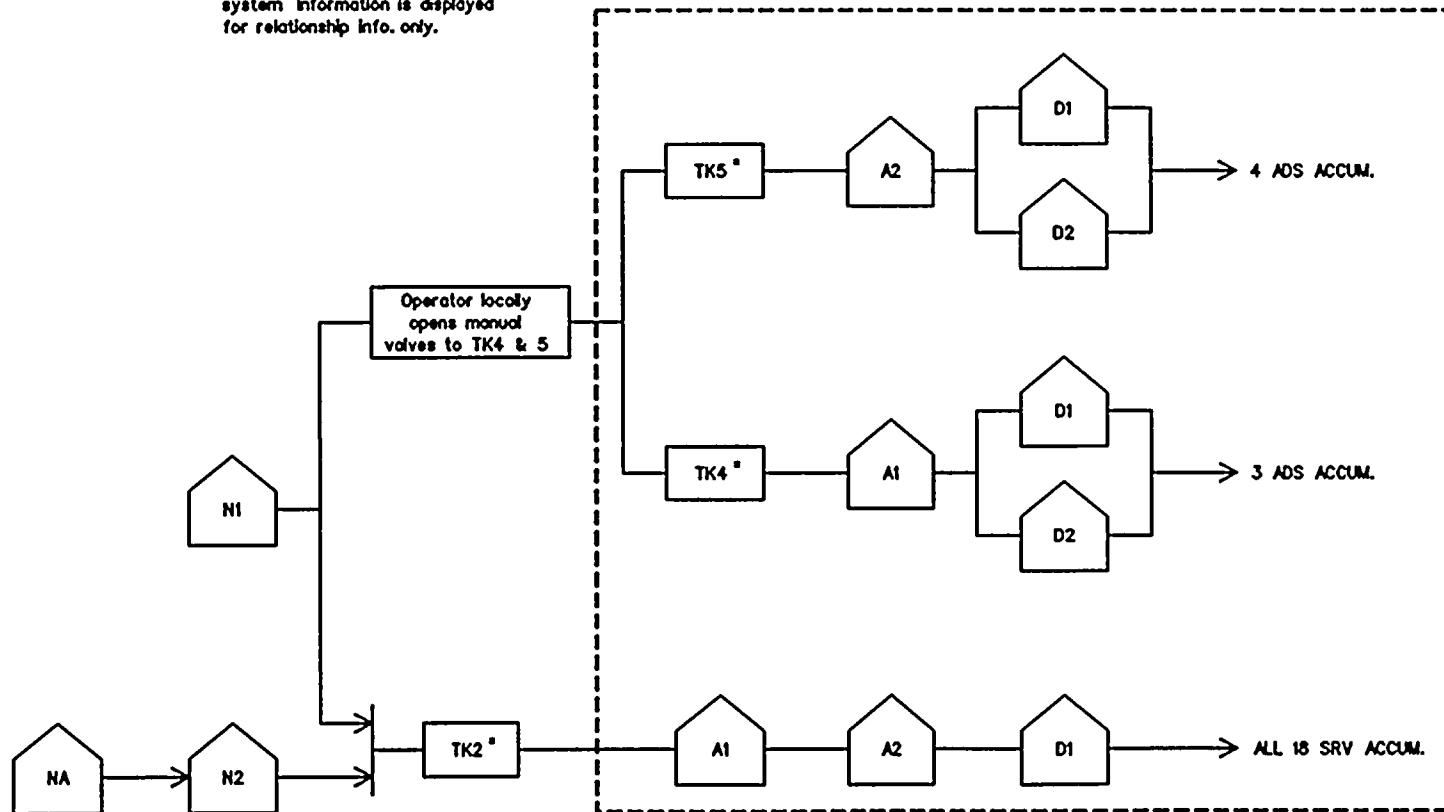 system information is displayed
for relationship info. only.
D1
TK5 *
A2
4 ADS ACCUM.
D2
Operator locally
opens manual
valves to TK4 & 5
D1
TK4 *
A1
3 ADS ACCUM.
N1
D2
TK2 *
A1
A2
D1
ALL 18 SRV ACCUM.
NA
N2